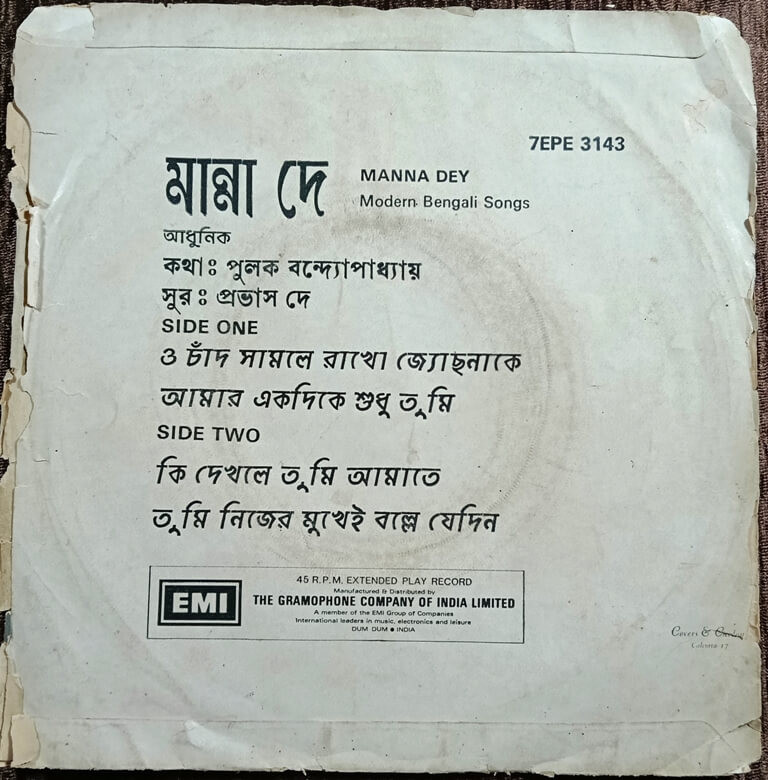 7EPE 3143
মান্না দে MANNA DEY
Modern Bengali Songs
আধুনিক
কথা : পুলক বন্দ্যোপাধ্যায়
সুর : প্রভাস দে
SIDE ONE
ও চাঁদ সামলে রাখো জ্যোছনাকে
আমার একদিকে শুধু তুমি
SIDE TWO
কি দেখলে তুমি আমাতে
তুমি নিজের মুখেই বল্লে যেদিন
45 R.P.M. EXTENDED PLAY RECORD
Manufactured & Distributed by
EMI THE GRAMOPHONE COMPANY OF INDIA LIMITED
A member of the EMI Group of Companies
International leaders in music, electronics and leisure
DUM DUM ● INDIA
Covers &
Calcutta-17